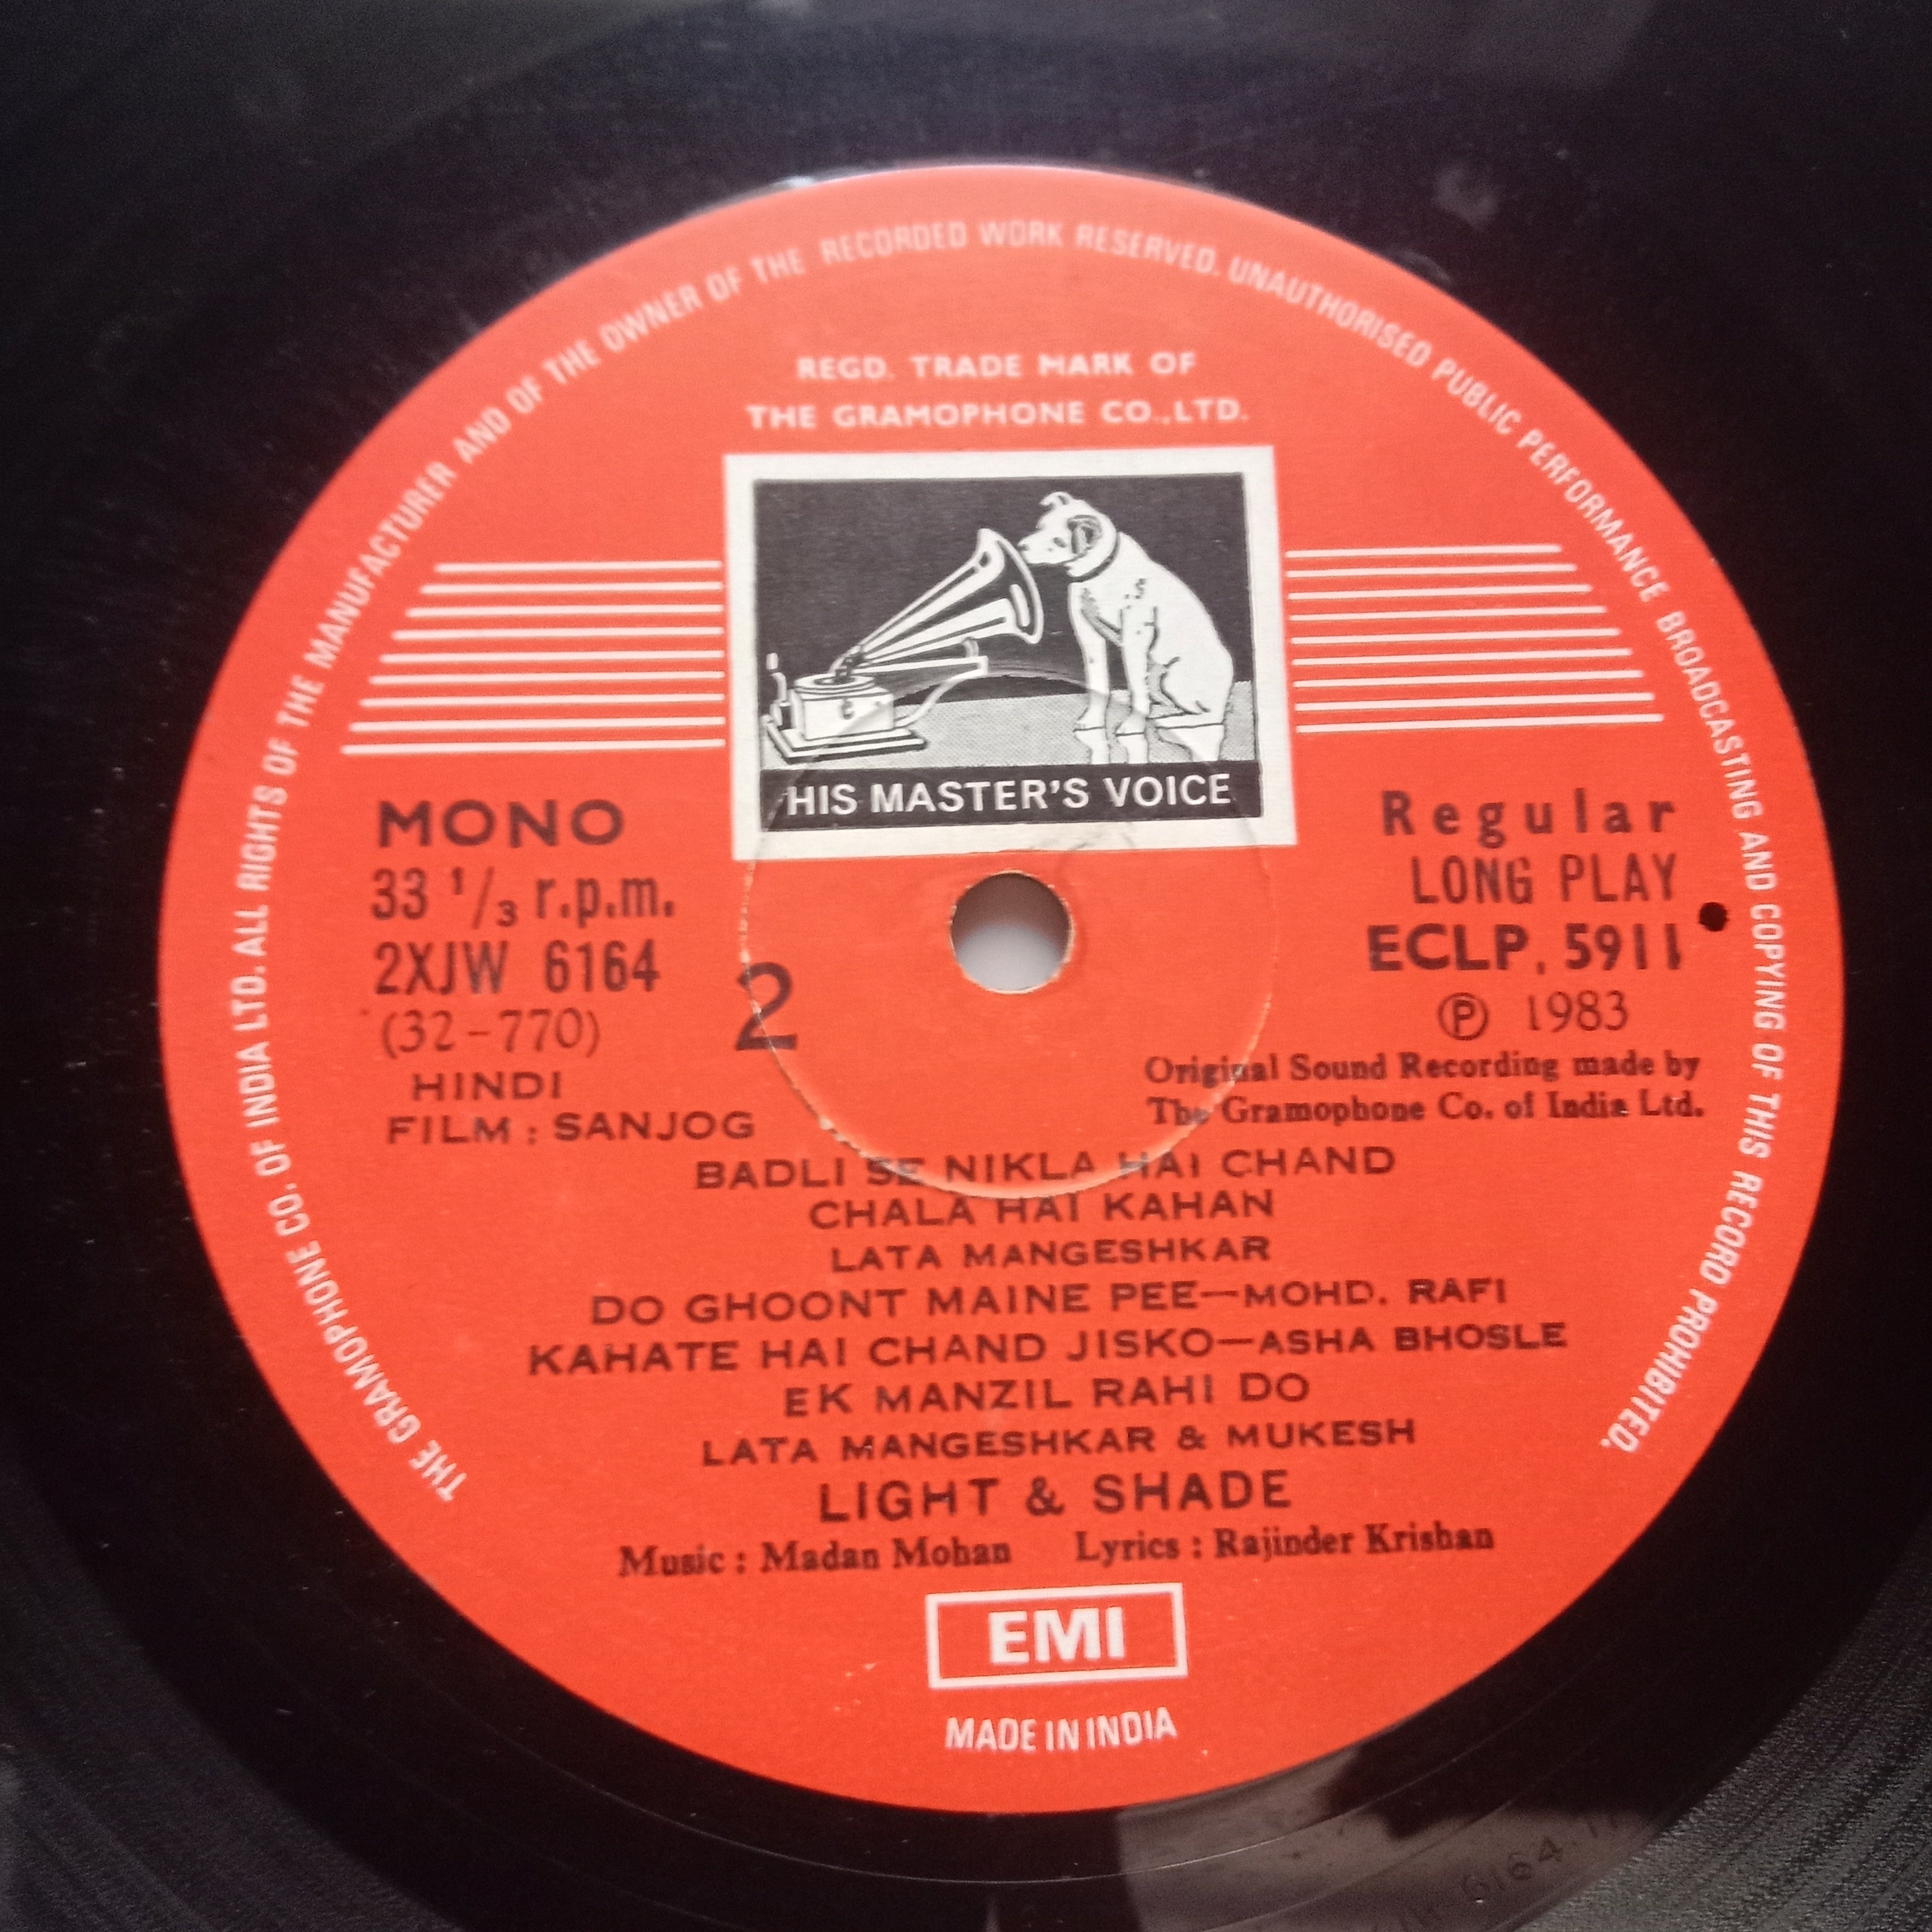 THE GRAMOPHONE CO. OF INDIA LTD. ALL RIGHTS OF THE MANUFACTURER AND OF THE OWNER OF THE RECORDED WORK RESERVED. UNAUTHORISED PUBLIC PERFORMANCE BROADCASTING AND COPYING OF THIS RECORD PROHIBITED.
REGD. TRADE MARK OF
THE GRAMOPHONE CO.,LTD.
HIS MASTER'S VOICE
MONO
33 1/3 r.p.m.
2XJW 6164
(32-770)
HINDI
FILM : SANJOG
2
Regular
LONG PLAY
ECLP. 5911
Ⓟ 1983
Original Sound Recording made by
The Gramophone Co. of India Ltd.
BADLI SE NIKLA HAI CHAND
CHALA HAI KAHAN
LATA MANGESHKAR
DO GHOONT MAINE PEE—MOHD. RAFI
KAHATE HAI CHAND JISKO—ASHA BHOSLE
EK MANZIL RAHI DO
LATA MANGESHKAR & MUKESH
LIGHT & SHADE
Music : Madan Mohan Lyrics : Rajinder Krishan
EMI
MADE IN INDIA
6164